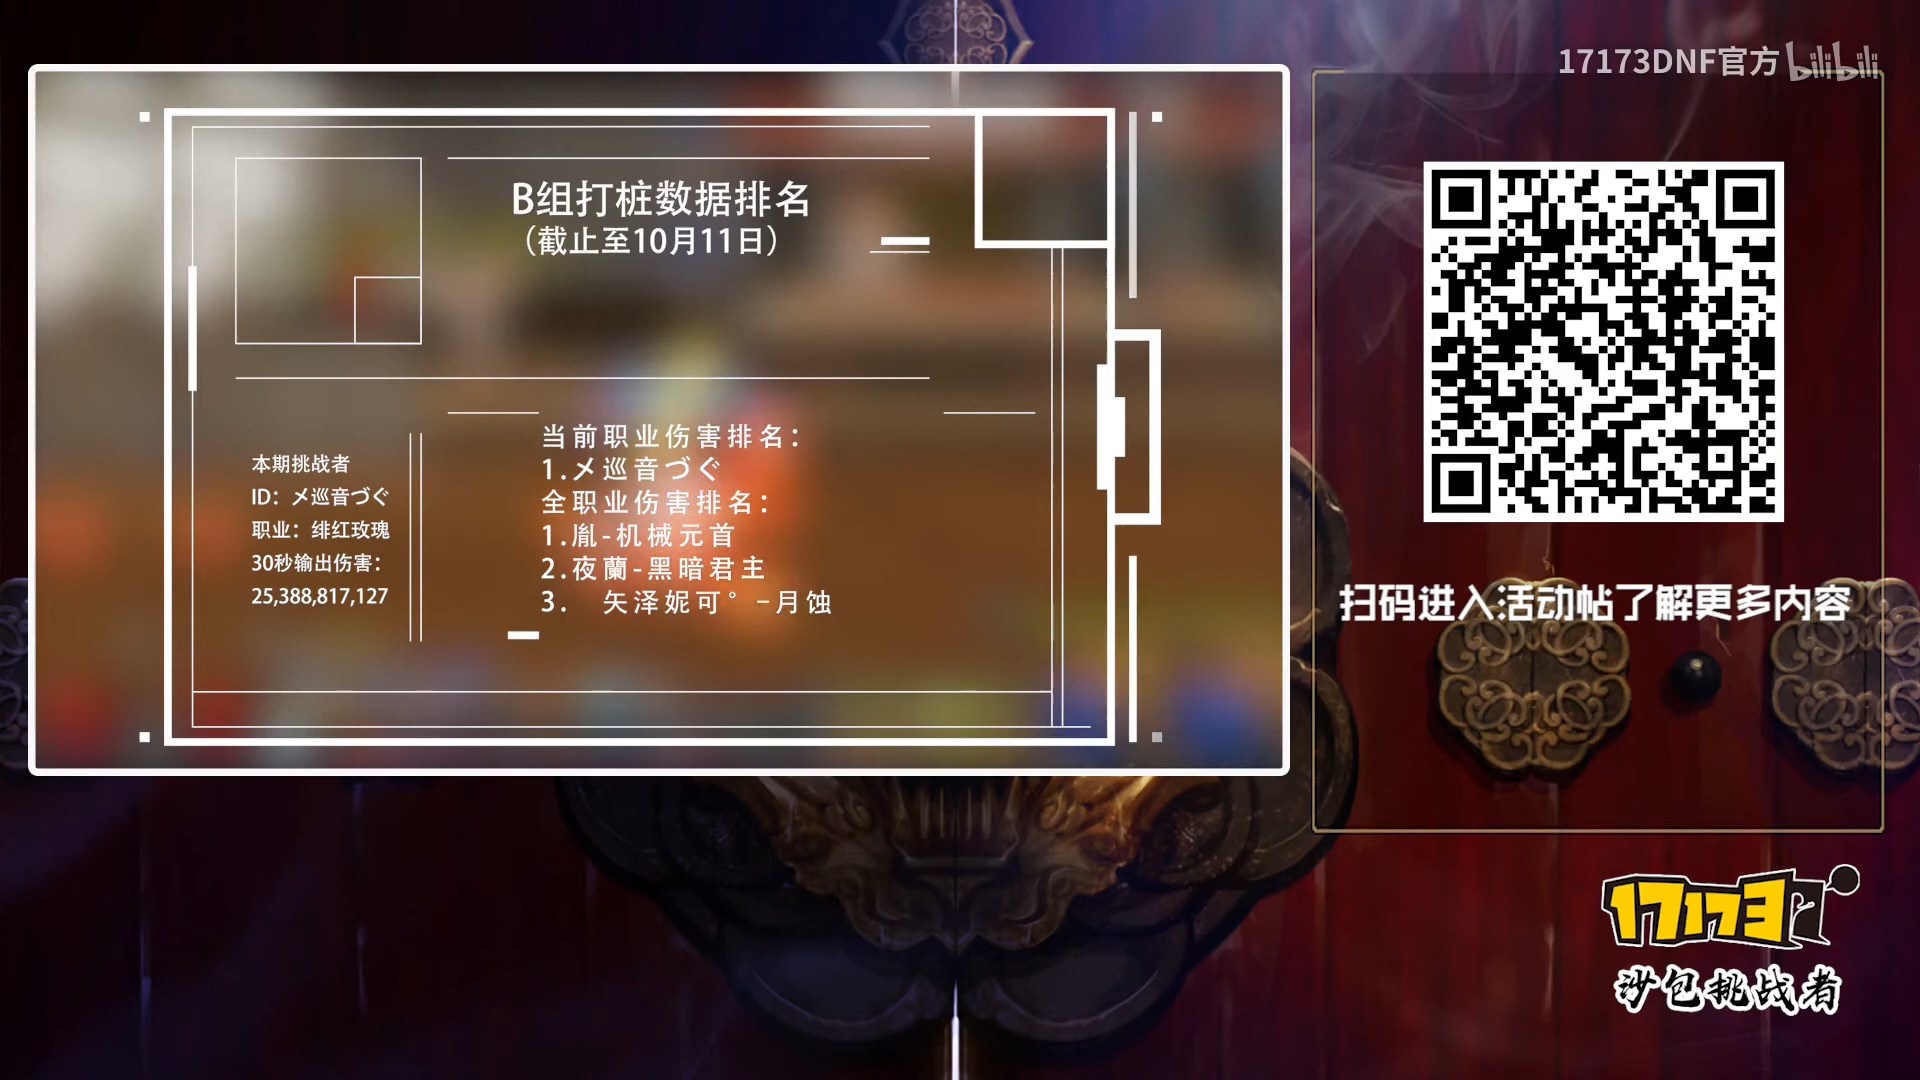 17173DNF官方 bilibili
B组打桩数据排名
（截止至10月11日）
本期挑战者
ID：メ巡音づぐ
职业：绯红玫瑰
30秒输出伤害：
25,388,817,127
当前职业伤害排名：
1.メ巡音づぐ
全职业伤害排名：
1.胤-机械元首
2.夜蘭-黑暗君主
3. 矢泽妮可°-月蚀
扫码进入活动帖了解更多内容
17173
沙包挑战者